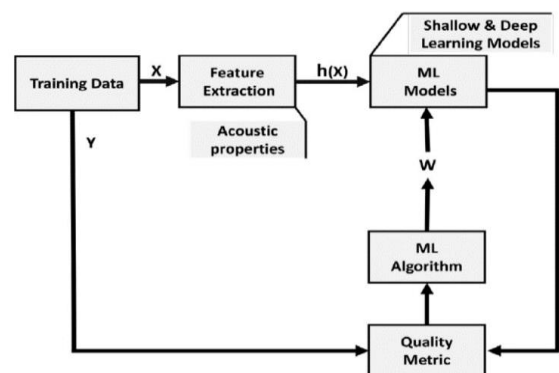 Shallow & Deep
Learning Models
Training Data
X
Feature
Extraction
h(X)
ML
Models
Acoustic
properties
Y
W
ML
Algorithm
Quality
Metric